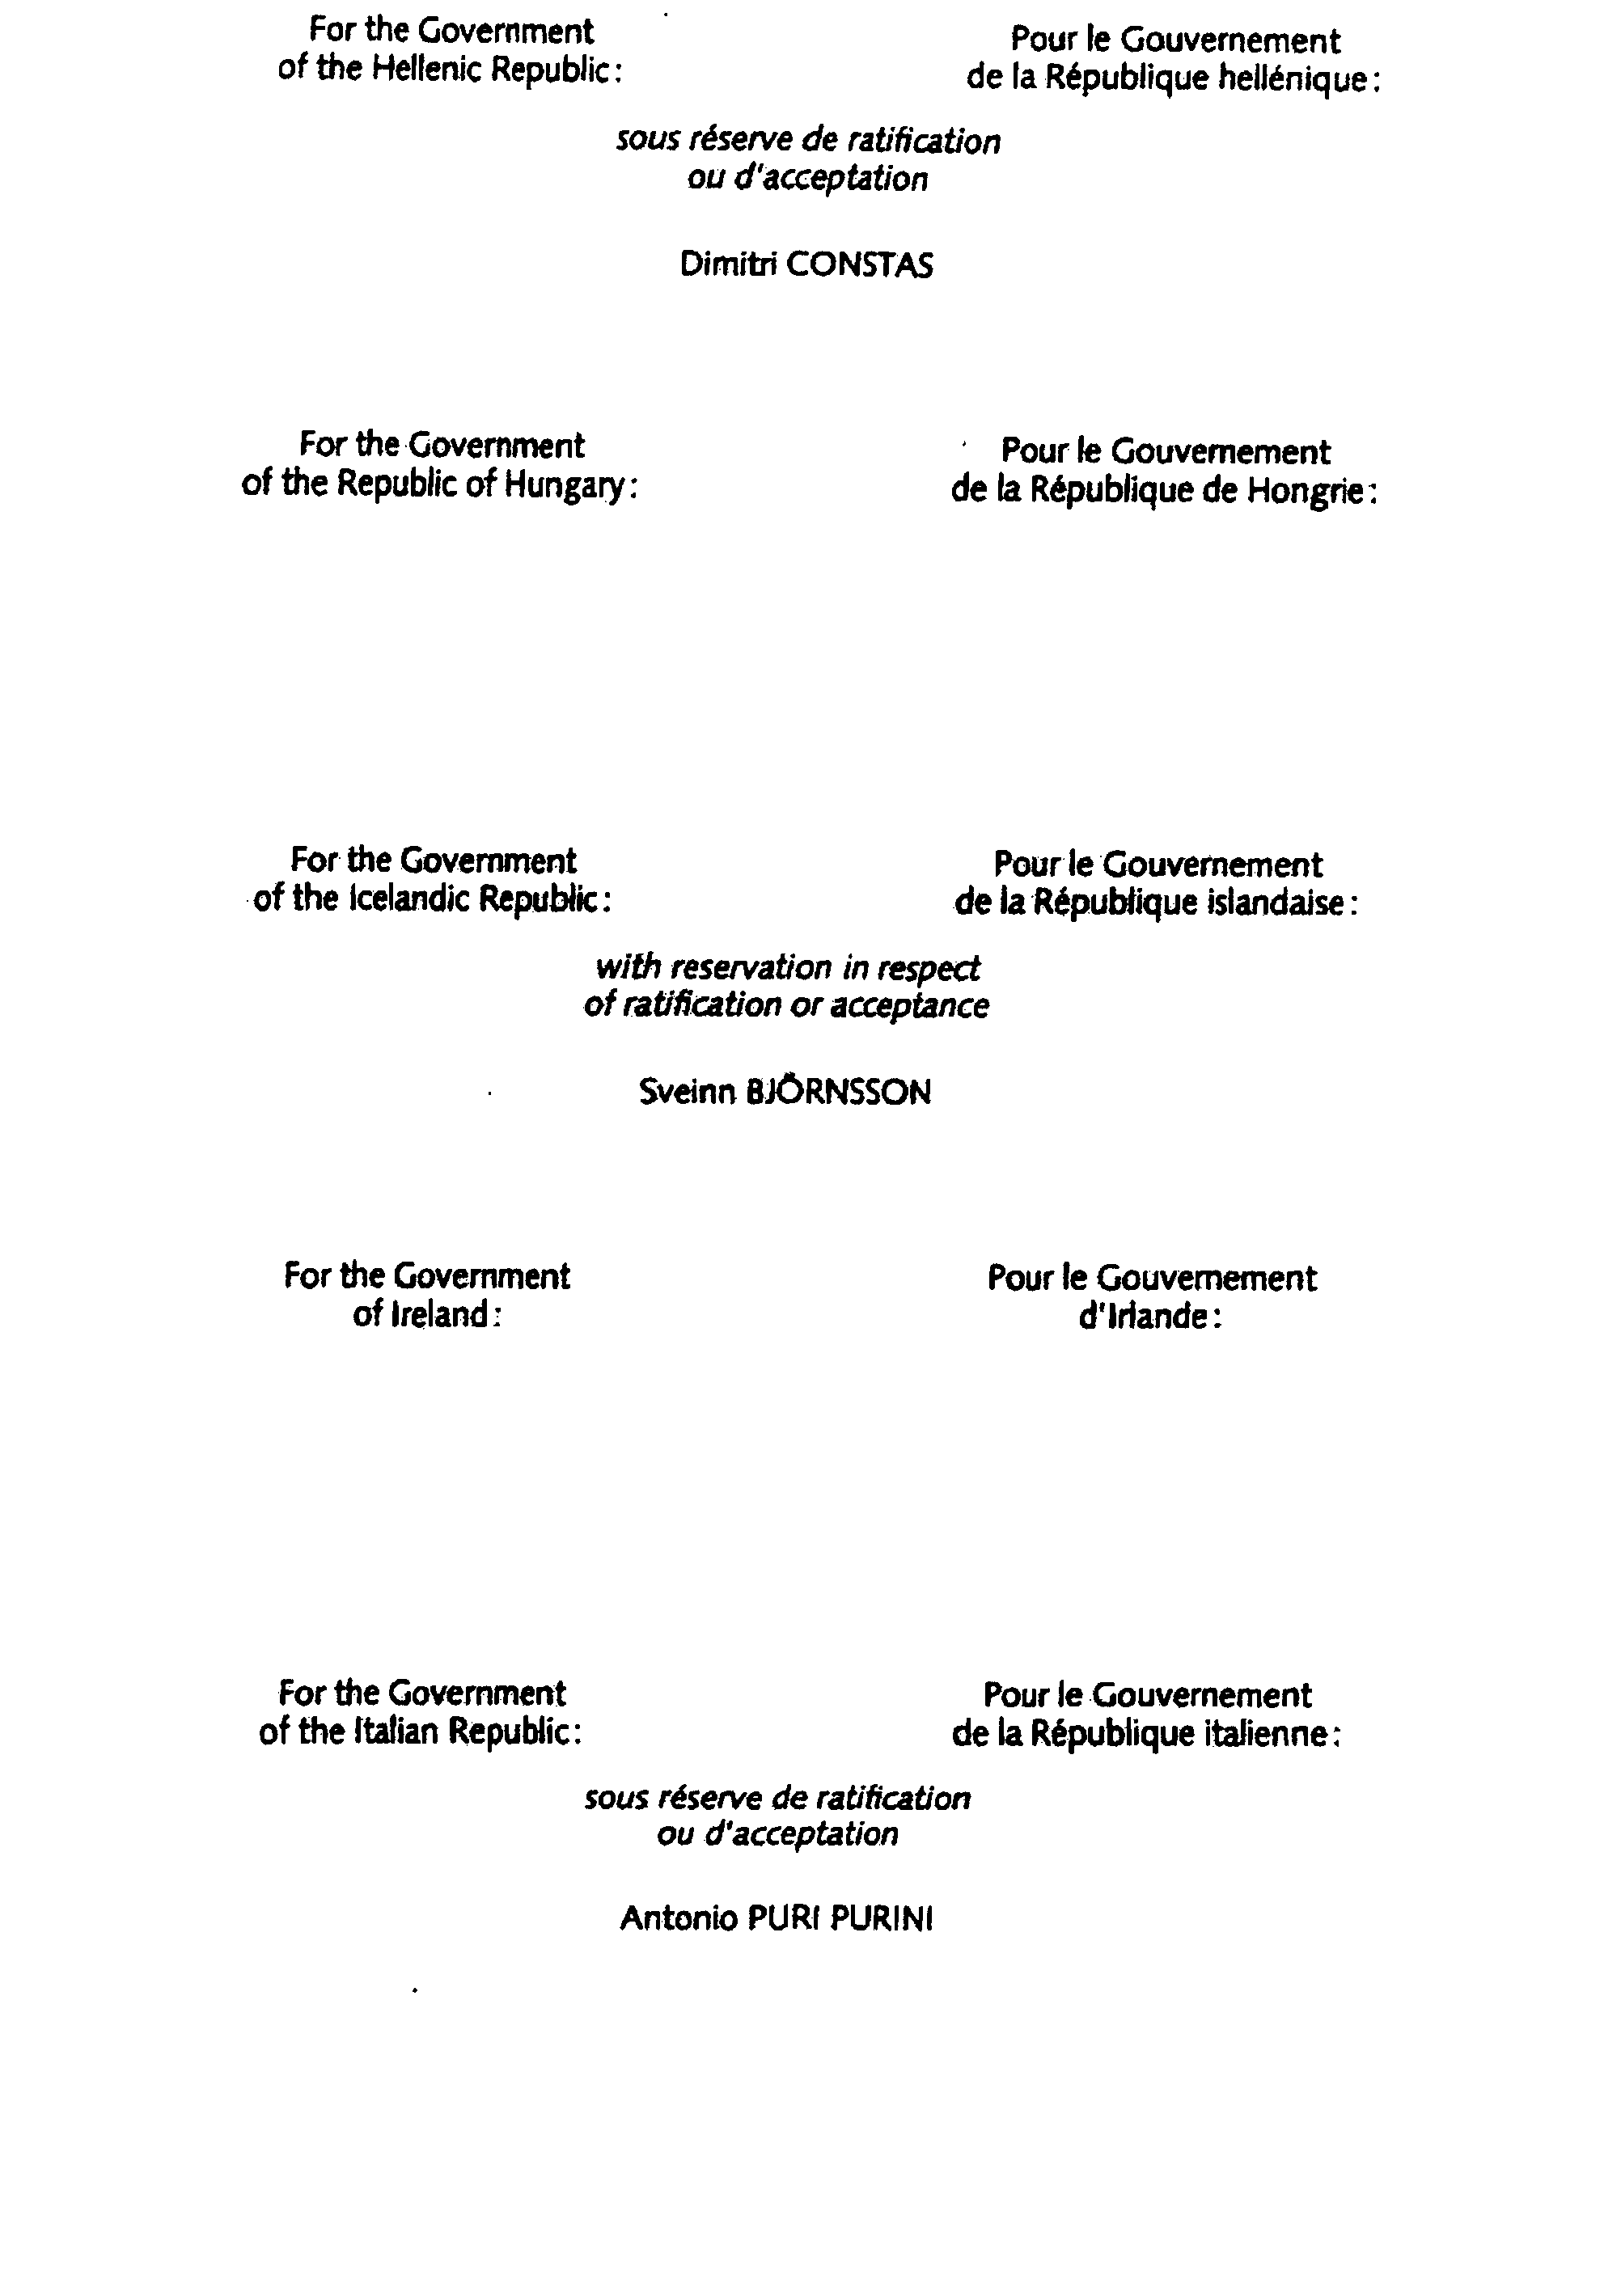 For the Government
of the Hellenic Republic:
Pour le Gouvernement
de la République hellénique:
sous réserve de ratification
ou d'acceptation
Dimitri CONSTAS
For the Government
of the Republic of Hungary:
Pour le Gouvernement
de la République de Hongrie:
For the Government
of the Icelandic Republic:
Pour le Gouvernement
de la République islandaise:
with reservation in respect
of ratification or acceptance
Sveinn BJÖRNSSON
For the Government
of Ireland:
Pour le Gouvernement
d'Irlande:
For the Government
of the Italian Republic:
Pour le Gouvernement
de la République italienne:
sous réserve de ratification
ou d'acceptation
Antonio PURI PURINI